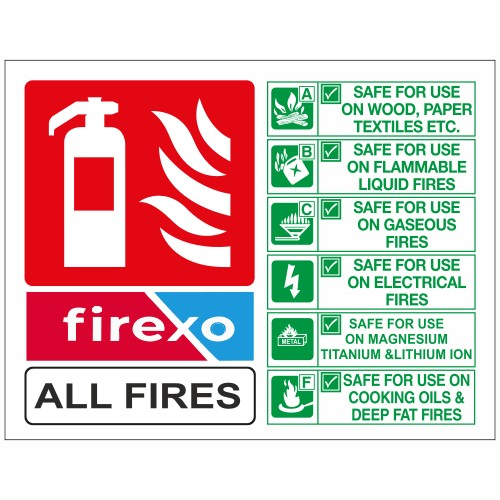 firexo
ALL FIRES
A
SAFE FOR USE
ON WOOD, PAPER
TEXTILES ETC.
B
SAFE FOR USE
ON FLAMMABLE
LIQUID FIRES
C
SAFE FOR USE
ON GASEOUS
FIRES
SAFE FOR USE
ON ELECTRICAL
FIRES
METAL
SAFE FOR USE
ON MAGNESIUM
TITANIUM &LITHIUM ION
F
SAFE FOR USE ON
COOKING OILS &
DEEP FAT FIRES